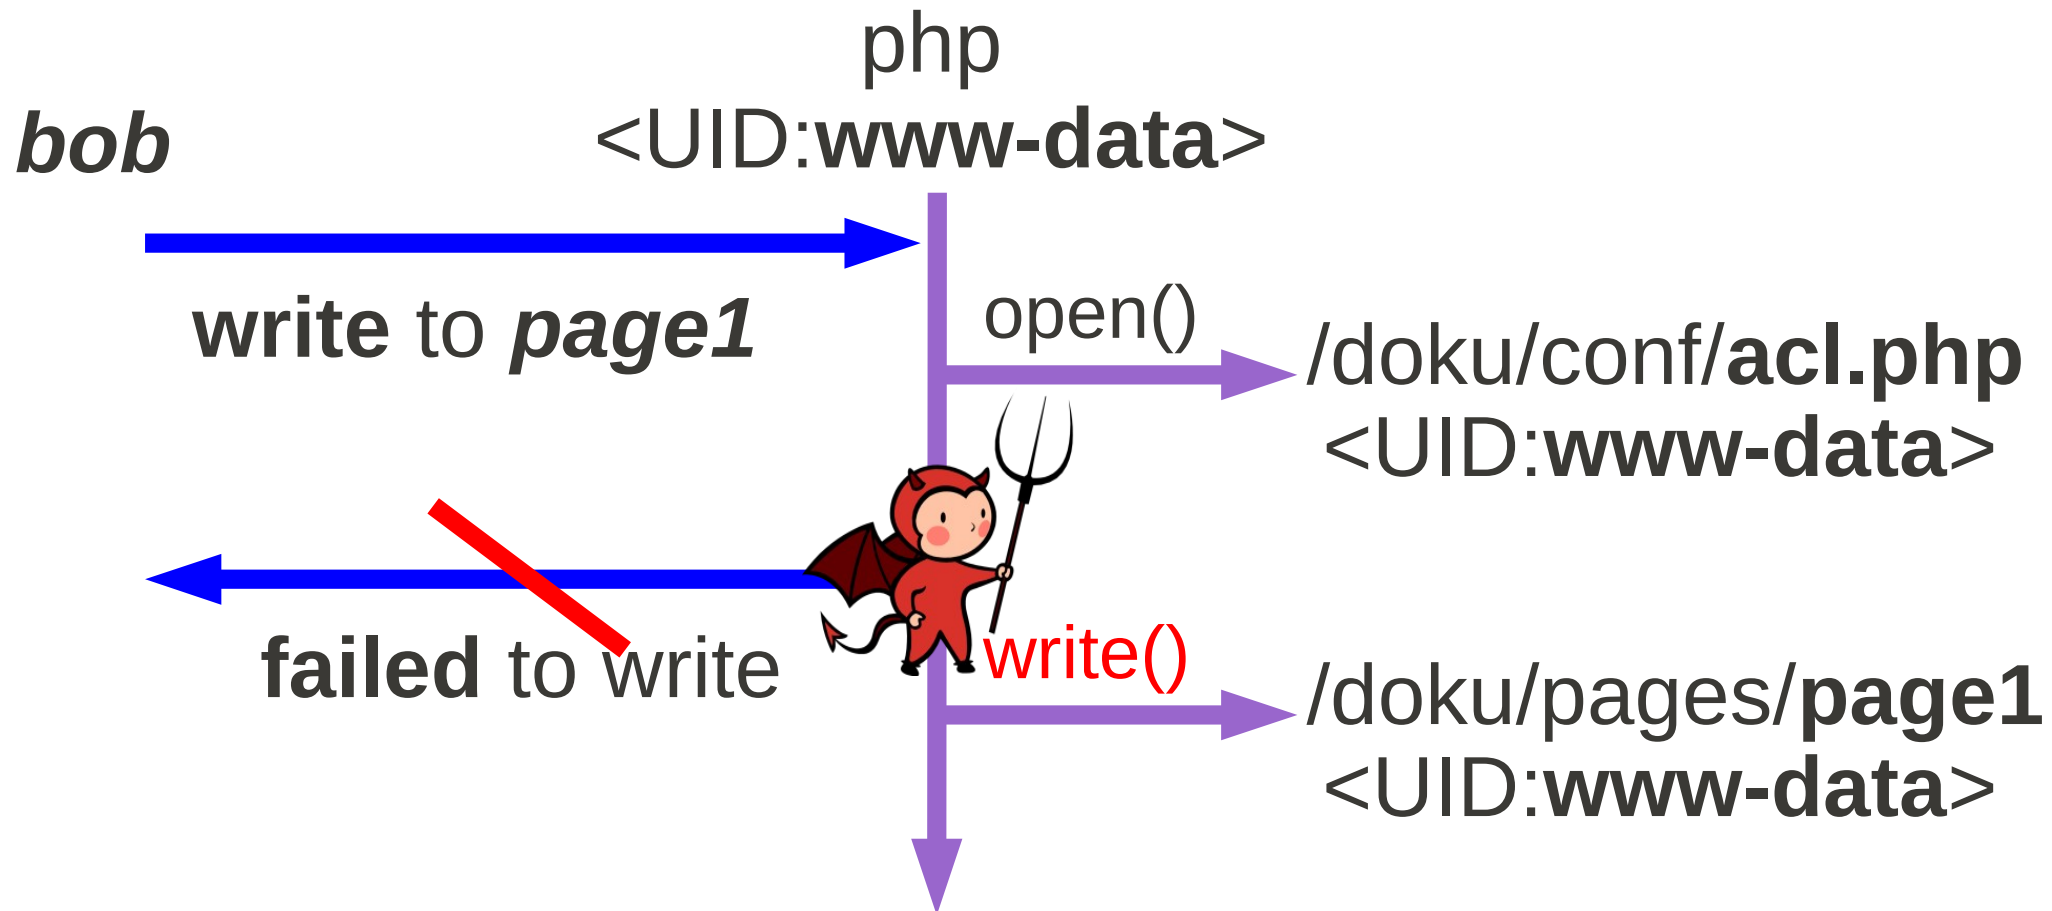 php
<UID:www-data>
bob
write to page1
open()
/doku/conf/acl.php
<UID:www-data>
failed to write
write()
/doku/pages/page1
<UID:www-data>